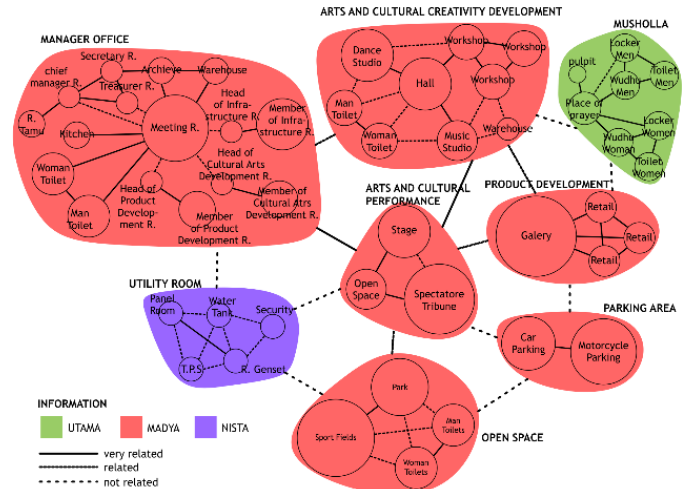 ARTS AND CULTURAL CREATIVITY DEVELOPMENT
MUSHOLLA
MANAGER OFFICE
Secretary R.
Archieve
Warehouse
chief
manager R.
Treasurer R.
R.
Tamu
Kitchen
Meeting R.
Head
of Infra-
structure R.
Member
of Infra-
structure R.
Woman
Toilet
Man
Toilet
Head of
Cultural Arts
Development R.
Head of
Product
Develop-
ment R.
Member
of Product
Development R.
Member of
Cultural Atrs
Development R.
Dance
Studio
Workshop
Workshop
Hall
Workshop
Man
Toilet
Woman
Toilet
Music
Studio
Warehouse
pulpit
Locker
Men
Toilet
Men
Wudhu
Men
Place of
prayer
Locker
Women
Wudhu
Woman
Toilet
Women
ARTS AND CULTURAL
PERFORMANCE
Stage
Open
Space
Spectatore
Tribune
PRODUCT DEVELOPMENT
Galery
Retail
Retail
Retail
UTILITY ROOM
Panel
Room
Water
Tank
Security
T.P.S
R. Genset
PARKING AREA
Car
Parking
Motorcycle
Parking
Park
Sport Fields
Man
Toilets
Woman
Toilets
OPEN SPACE
INFORMATION
UTAMA
MADYA
NISTA
very related
related
not related